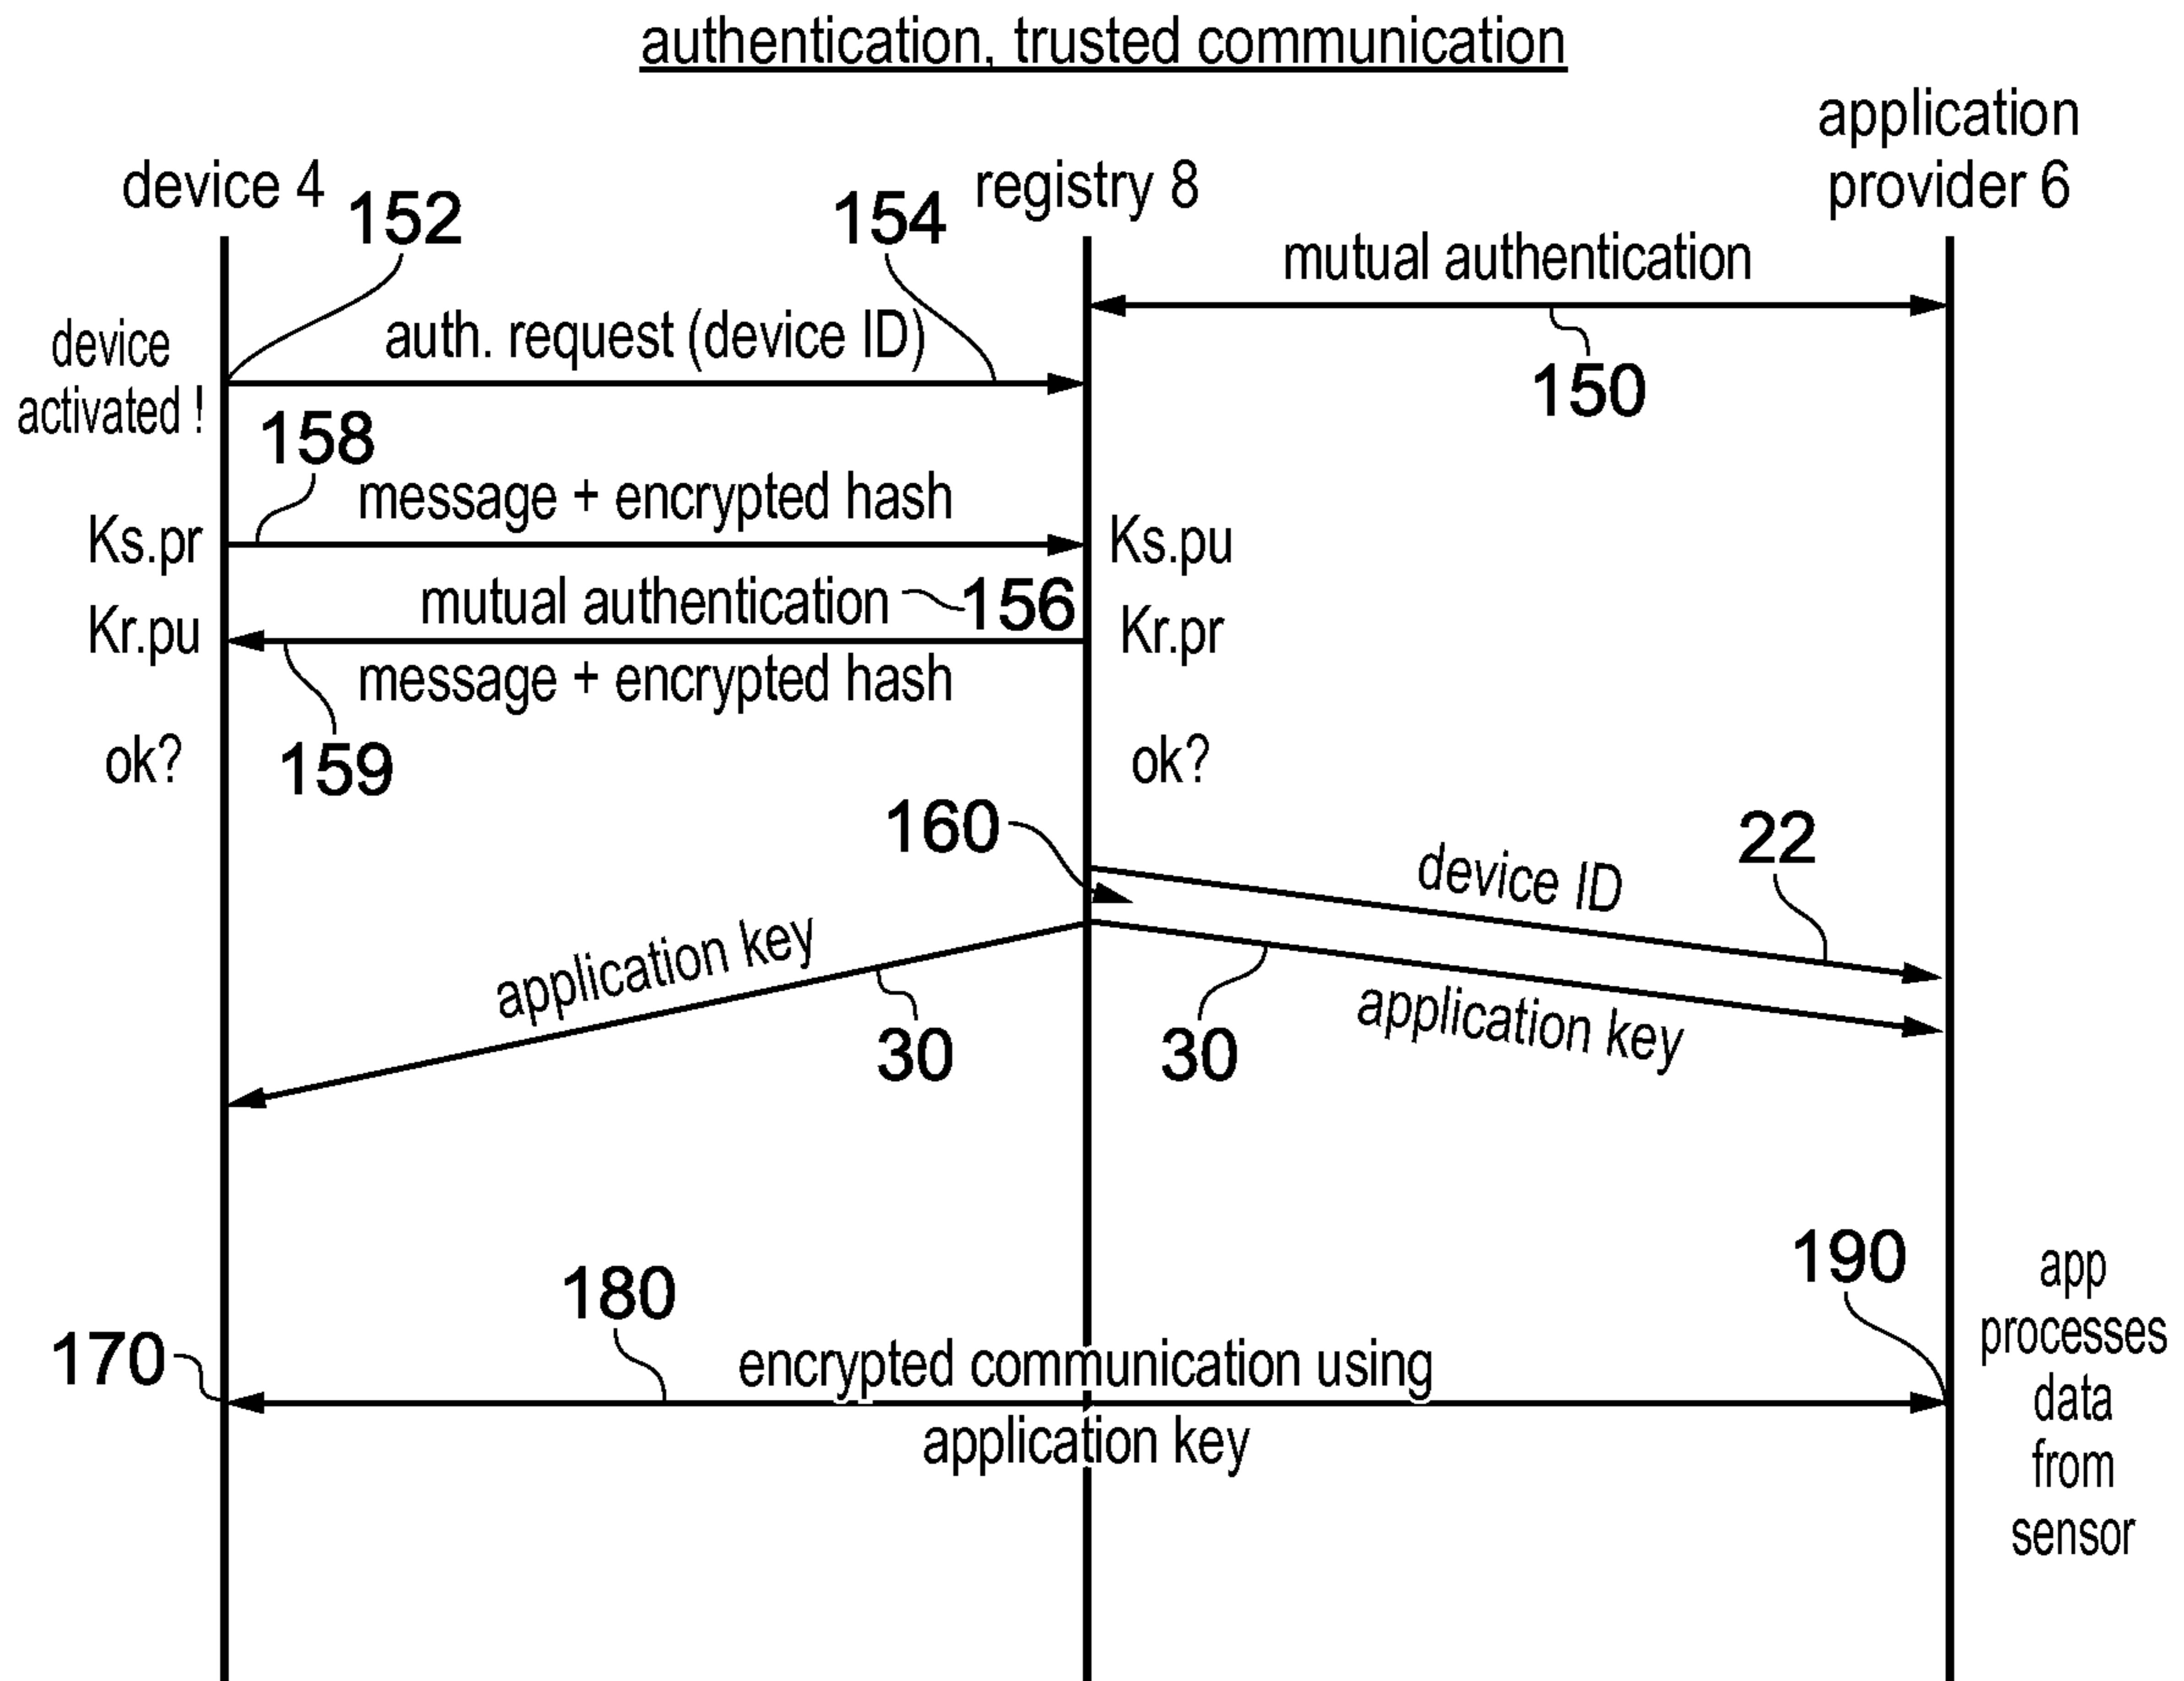 authentication, trusted communication
application
device 4
registry 8
provider 6
152
154
mutual authentication
auth. request (device ID)
device
activated !
150
158
message + encrypted hash
Ks.pr
Ks.pu
mutual authentication
156
Kr.pu
Kr.pr
message + encrypted hash
ok?
159
ok?
160
22
device ID
application key
application key
30
30
190
app
processes
data
from
sensor
180
170
encrypted communication using
application key